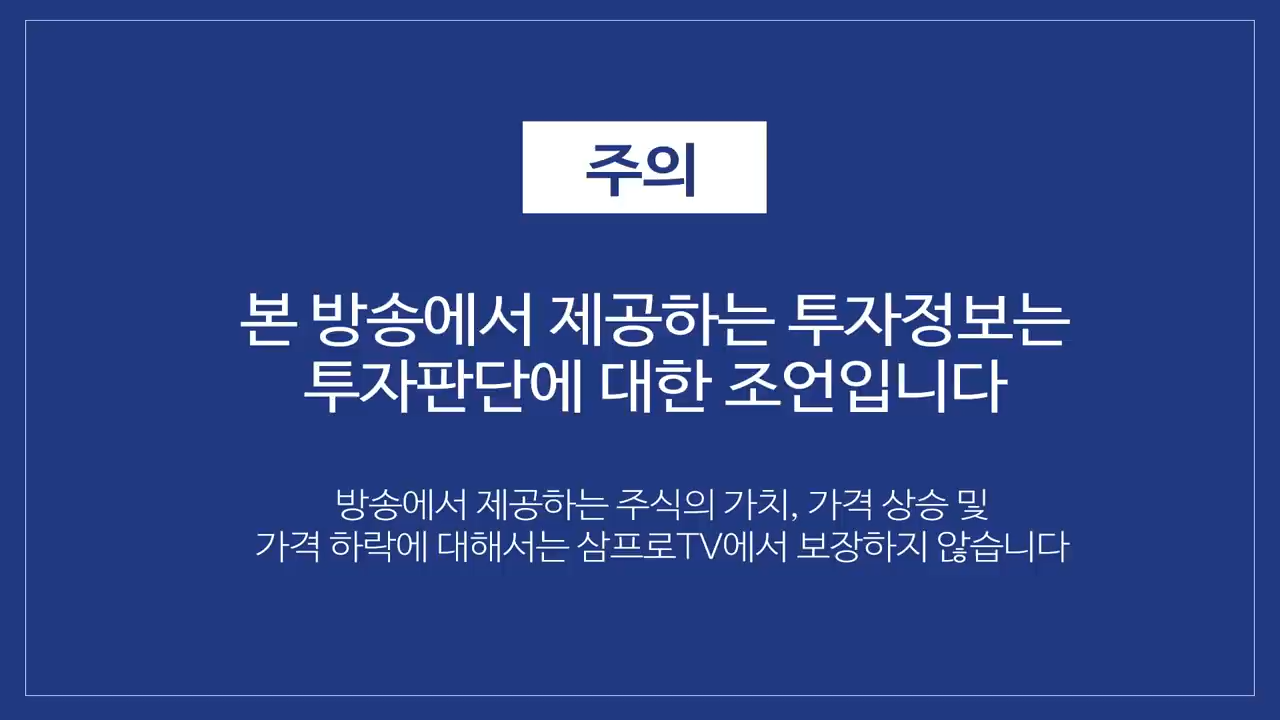 주의
본 방송에서 제공하는 투자정보는
투자판단에 대한 조언입니다
방송에서 제공하는 주식의 가치, 가격 상승 및
가격 하락에 대해서는 삼프로TV에서 보장하지 않습니다